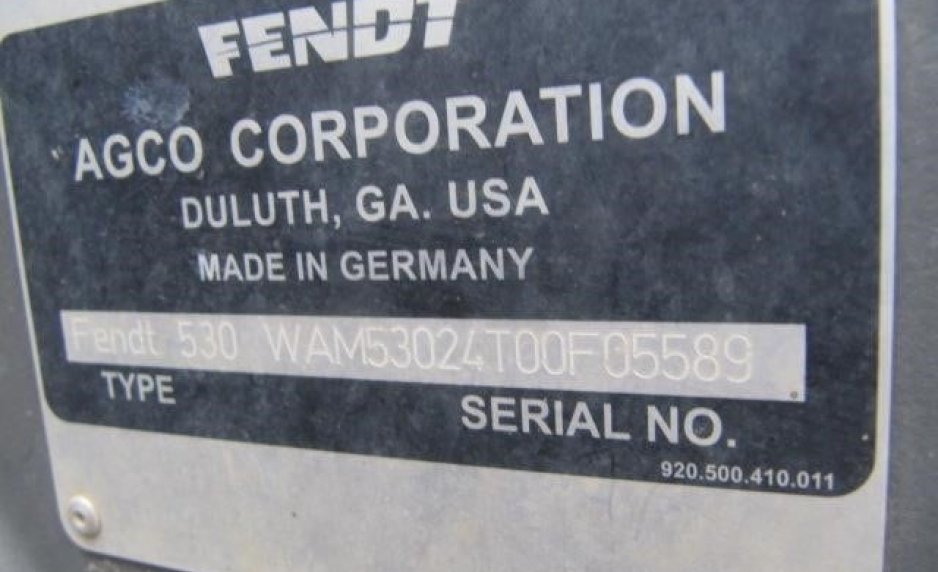 FENDT
AGCO CORPORATION
DULUTH, GA. USA
MADE IN GERMANY
Fendt 530 WAM53024T00F05589
TYPE SERIAL NO.
920.500.410.011